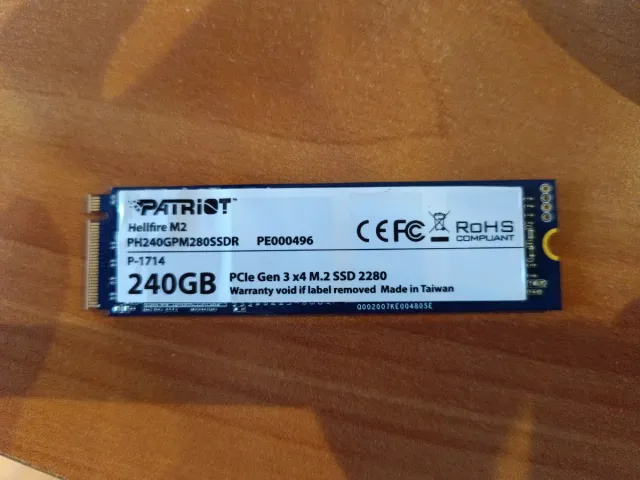 PATRIOT
Hellfire M2
PH240GPM280SSDR PE000496
P-1714
240GB
PCIe Gen 3 x4 M.2 SSD 2280
Warranty void if label removed Made in Taiwan
CE FC RoHS
COMPLIANT
Q002007KE004805E